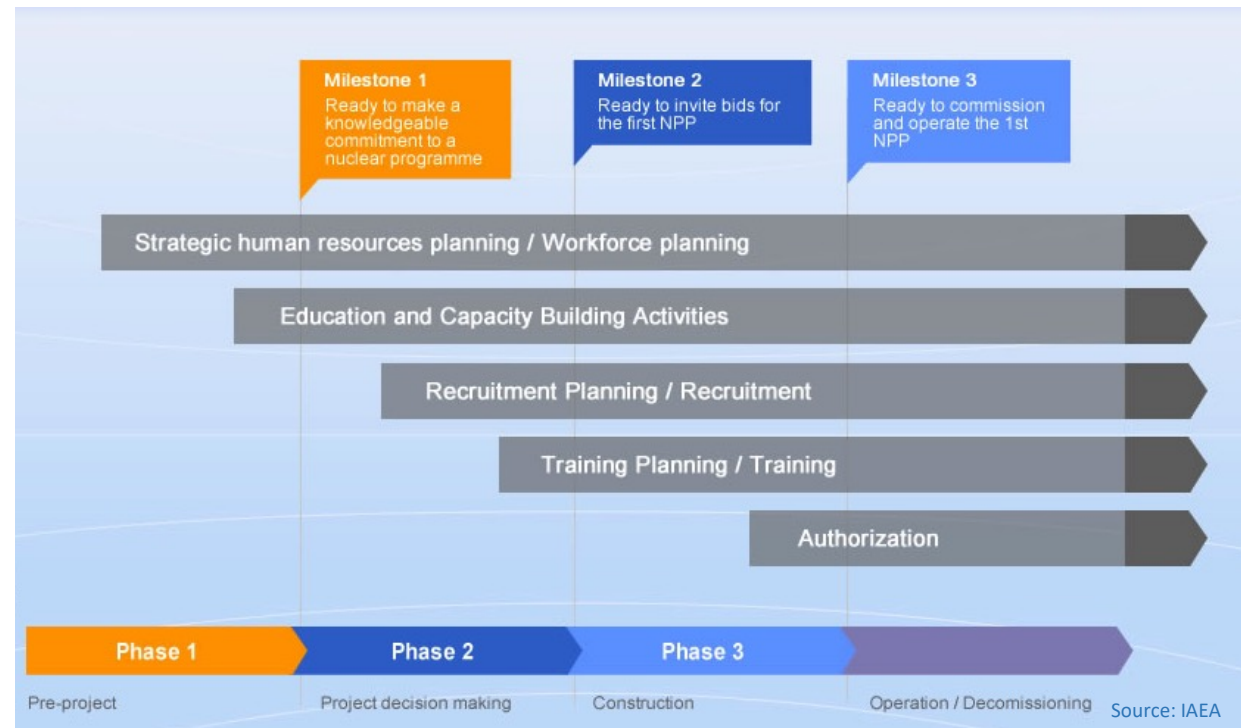 Milestone 1
Ready to make a
knowledgeable
commitment to a
nuclear programme
Milestone 2
Ready to invite bids for
the first NPP
Milestone 3
Ready to commission
and operate the 1st
NPP
Strategic human resources planning / Workforce planning
Education and Capacity Building Activities
Recruitment Planning / Recruitment
Training Planning / Training
Authorization
Phase 1
Phase 2
Phase 3
Pre-project
Project decision making
Construction
Operation / Decomissioning
Source: IAEA